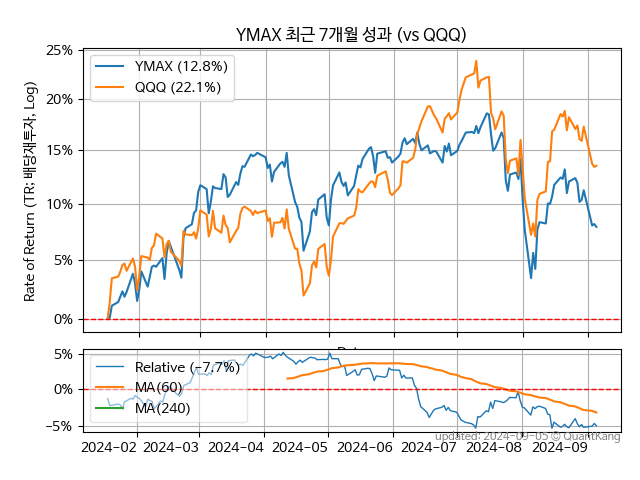 YMAX 최근 7개월 성과 (vs QQQ)
25%
20%
15%
10%
5%
0%
Rate of Return (TR: 배당재투자, Log)
YMAX (12.8%)
QQQ (22.1%)
5%
0%
−5%
Relative (−7.7%)
MA(60)
MA(240)
2024−02 2024−03 2024−04 2024−05 2024−06 2024−07 2024−08 2024−09
updated: 2024−09−05 © QuantKang